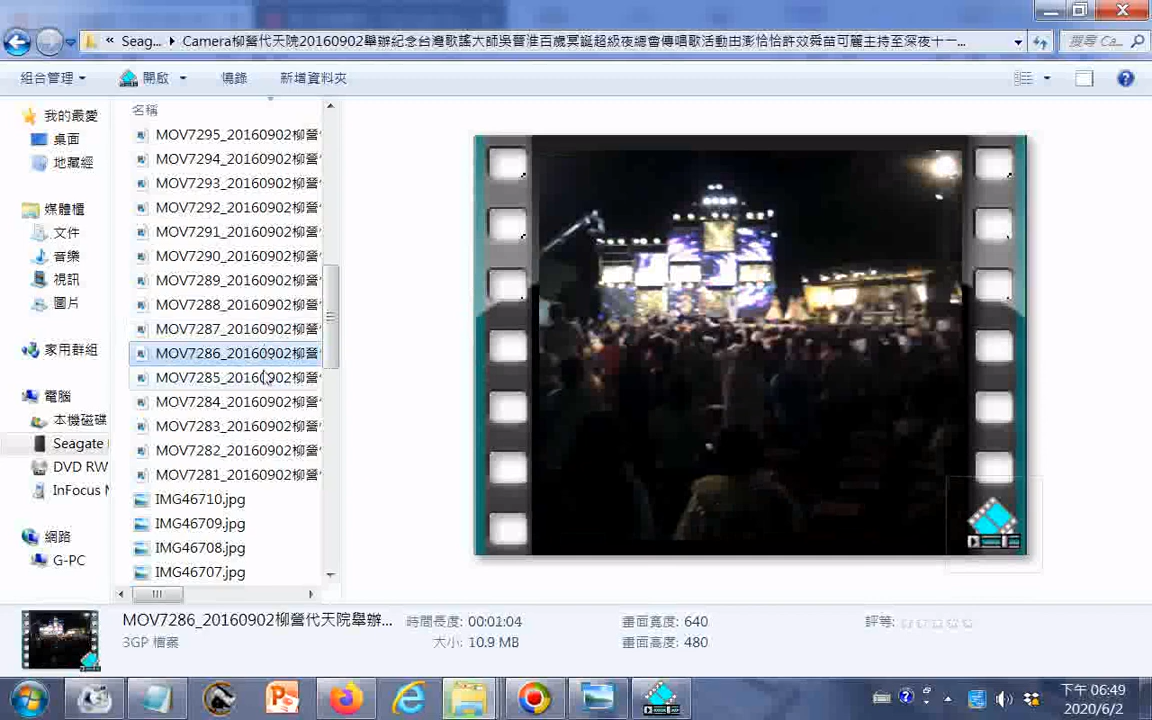 « Seag... ▸ Camera柳營代天院20160902舉辦紀念台灣歌謠大師吳晉淮百歲冥誕超級夜總會傳唱歌活動由澎恰恰許效舜苗可麗主持至深夜十一...
搜尋 Ca...
組合管理 開啟 燒錄 新增資料夾
我的最愛
桌面
地藏經
媒體櫃
文件
音樂
視訊
圖片
家用群組
電腦
本機磁碟
Seagate
DVD RW
InFocus M
網路
G-PC
名稱
MOV7295_20160902柳營
MOV7294_20160902柳營
MOV7293_20160902柳營
MOV7292_20160902柳營
MOV7291_20160902柳營
MOV7290_20160902柳營
MOV7289_20160902柳營
MOV7288_20160902柳營
MOV7287_20160902柳營
MOV7286_20160902柳營
MOV7285_20160902柳營
MOV7284_20160902柳營
MOV7283_20160902柳營
MOV7282_20160902柳營
MOV7281_20160902柳營
IMG46710.jpg
IMG46709.jpg
IMG46708.jpg
IMG46707.jpg
MOV7286_20160902柳營代天院舉辦... 時間長度: 00:01:04 畫面寬度: 640 評等:
3GP 檔案 大小: 10.9 MB 畫面高度: 480
下午 06:49
2020/6/2